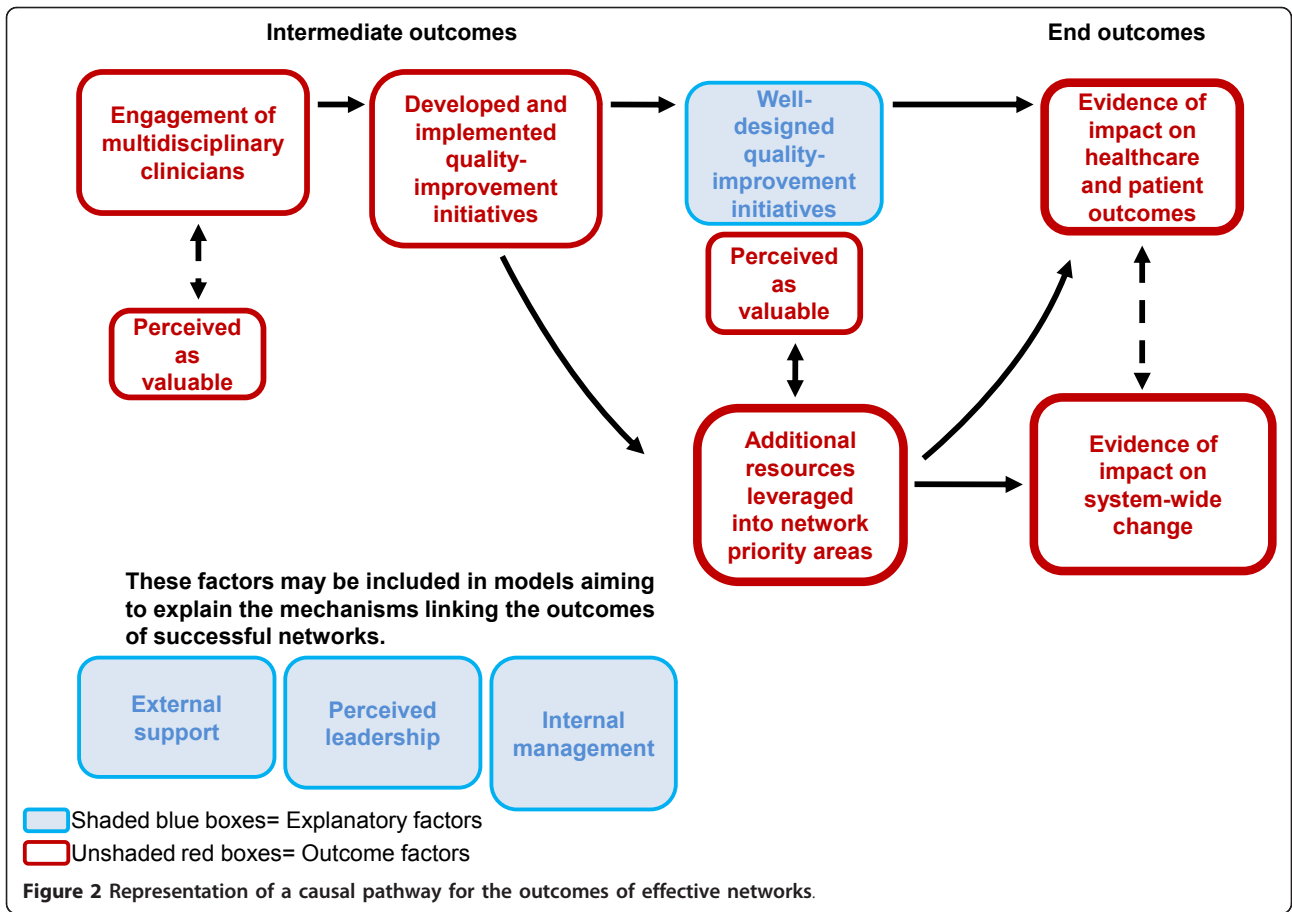 Intermediate outcomes
End outcomes
Engagement of
multidisciplinary
clinicians
Developed and
implemented
quality-
improvement
initiatives
Well-
designed
quality-
improvement
initiatives
Evidence of
impact on
healthcare
and patient
outcomes
Perceived
as
valuable
Perceived
as
valuable
Additional
resources
leveraged
into network
priority areas
Evidence of
impact on
system-wide
change
These factors may be included in models aiming
to explain the mechanisms linking the outcomes
of successful networks.
External
support
Perceived
leadership
Internal
management
Shaded blue boxes= Explanatory factors
Unshaded red boxes= Outcome factors
Figure 2 Representation of a causal pathway for the outcomes of effective networks.